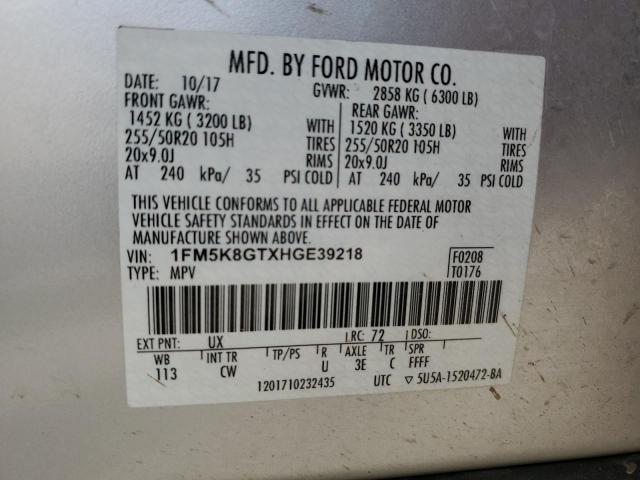 MFD. BY FORD MOTOR CO.
DATE: 10/17 GVWR: 2858 KG ( 6300 LB)
FRONT GAWR: REAR GAWR:
1452 KG ( 3200 LB) WITH 1520 KG ( 3350 LB) WITH
255/50R20 105H TIRES 255/50R20 105H TIRES
20x9.0J RIMS 20x9.0J RIMS
AT 240 kPa/ 35 PSI COLD AT 240 kPa/ 35 PSI COLD
THIS VEHICLE CONFORMS TO ALL APPLICABLE FEDERAL MOTOR
VEHICLE SAFETY STANDARDS IN EFFECT ON THE DATE OF
MANUFACTURE SHOWN ABOVE.
VIN: 1FM5K8GTXHGE39218 F0208
TYPE: MPV T0176
EXT PNT: UX RC: 72 DSO:
WB INT TR TP/PS R AXLE TR SPR
113 CW U 3E C FFFF
1201710232435 UTC ▽ 5U5A-1520472-BA